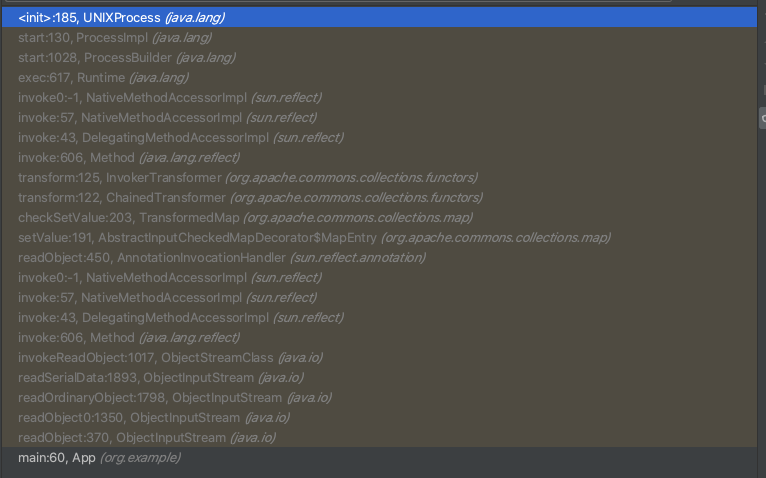 <init>:185, UNIXProcess (java.lang)
start:130, ProcessImpl (java.lang)
start:1028, ProcessBuilder (java.lang)
exec:617, Runtime (java.lang)
invoke0:-1, NativeMethodAccessorImpl (sun.reflect)
invoke:57, NativeMethodAccessorImpl (sun.reflect)
invoke:43, DelegatingMethodAccessorImpl (sun.reflect)
invoke:606, Method (java.lang.reflect)
transform:125, InvokerTransformer (org.apache.commons.collections.functors)
transform:122, ChainedTransformer (org.apache.commons.collections.functors)
checkSetValue:203, TransformedMap (org.apache.commons.collections.map)
setValue:191, AbstractInputCheckedMapDecorator$MapEntry (org.apache.commons.collections.map)
readObject:450, AnnotationInvocationHandler (sun.reflect.annotation)
invoke0:-1, NativeMethodAccessorImpl (sun.reflect)
invoke:57, NativeMethodAccessorImpl (sun.reflect)
invoke:43, DelegatingMethodAccessorImpl (sun.reflect)
invoke:606, Method (java.lang.reflect)
invokeReadObject:1017, ObjectStreamClass (java.io)
readSerialData:1893, ObjectInputStream (java.io)
readOrdinaryObject:1798, ObjectInputStream (java.io)
readObject0:1350, ObjectInputStream (java.io)
readObject:370, ObjectInputStream (java.io)
main:60, App (org.example)